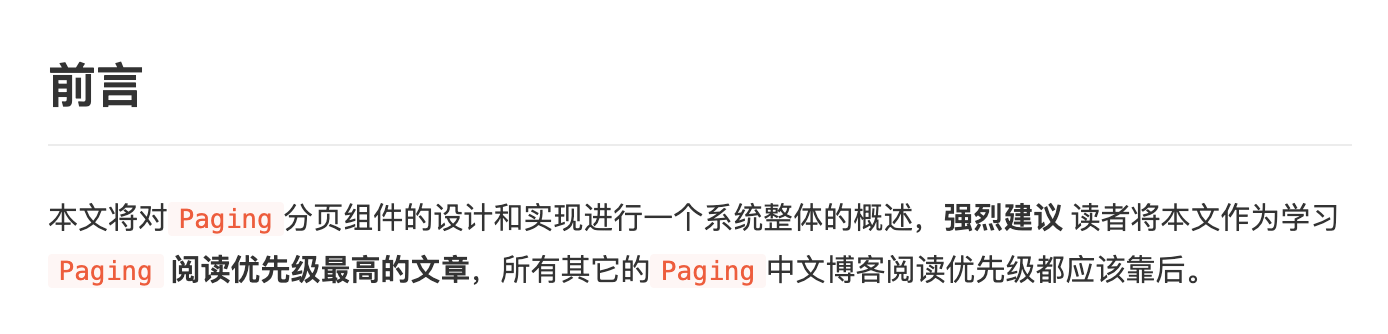 前言
本文将对 Paging 分页组件的设计和实现进行一个系统整体的概述，强烈建议 读者将本文作为学习
Paging 阅读优先级最高的文章，所有其它的 Paging 中文博客阅读优先级都应该靠后。